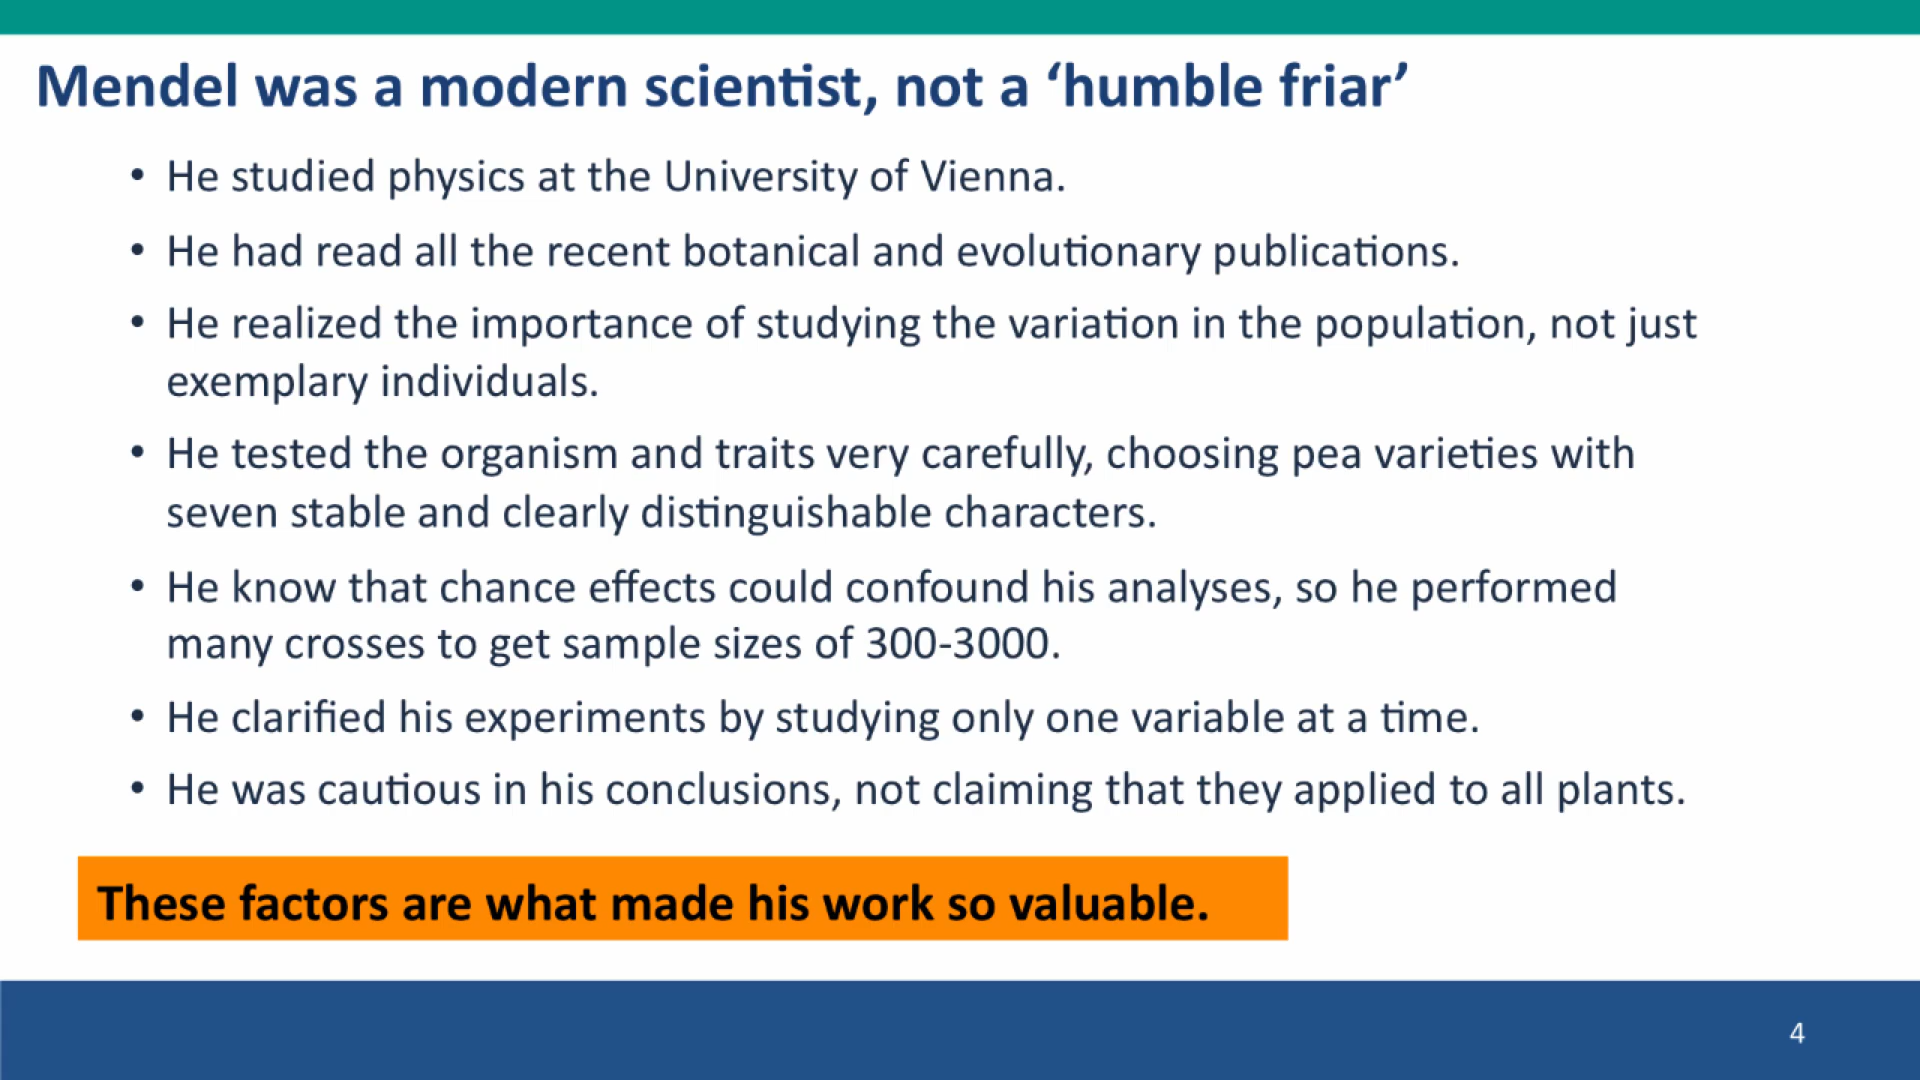 Mendel was a modern scientist, not a ‘humble friar’
• He studied physics at the University of Vienna.
• He had read all the recent botanical and evolutionary publications.
• He realized the importance of studying the variation in the population, not just
exemplary individuals.
• He tested the organism and traits very carefully, choosing pea varieties with
seven stable and clearly distinguishable characters.
• He know that chance effects could confound his analyses, so he performed
many crosses to get sample sizes of 300-3000.
• He clarified his experiments by studying only one variable at a time.
• He was cautious in his conclusions, not claiming that they applied to all plants.
These factors are what made his work so valuable.
4